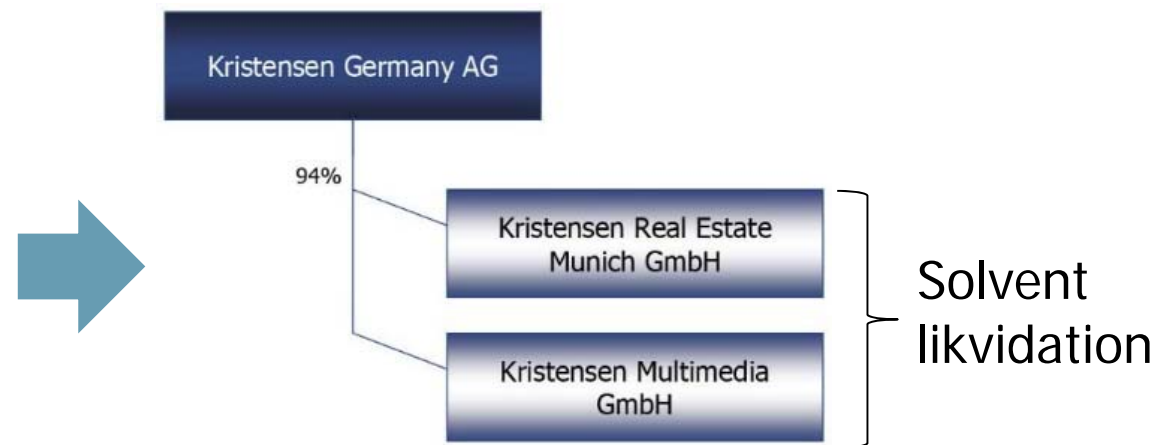 Kristensen Germany AG
94%
Kristensen Real Estate
Munich GmbH
Kristensen Multimedia
GmbH
Solvent
likvidation